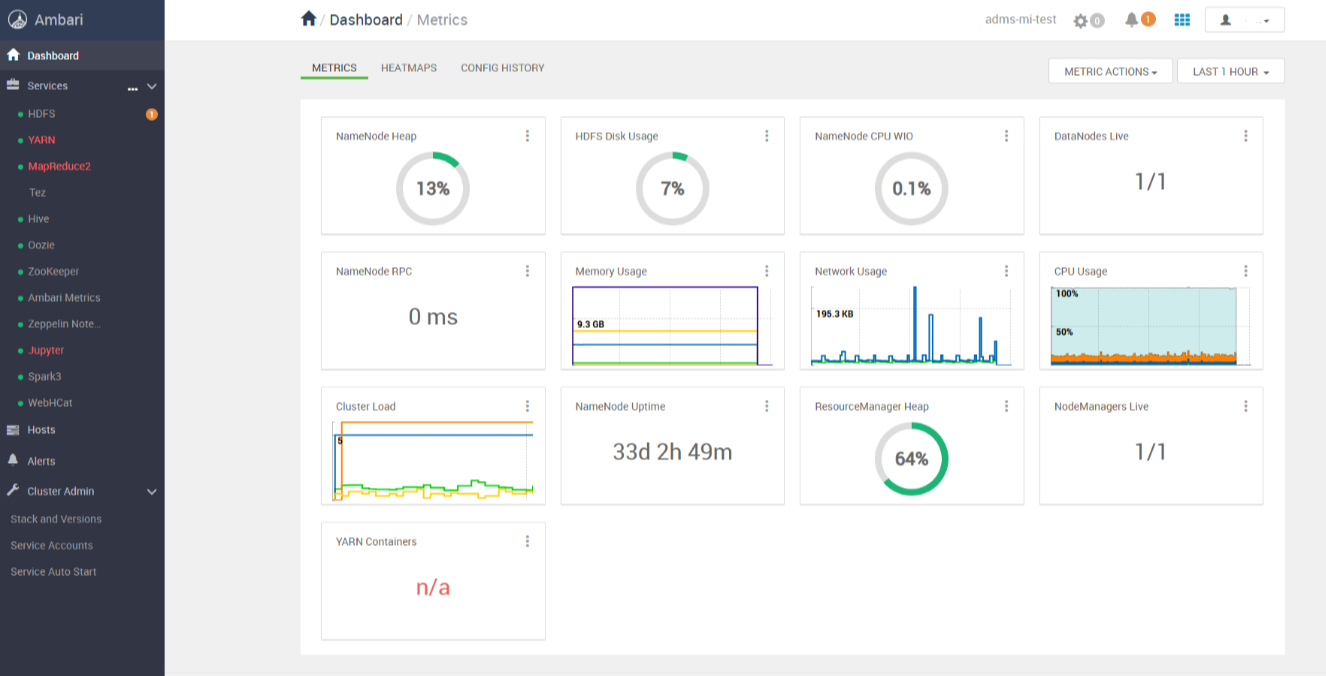 Ambari
/ Dashboard / Metrics
adms-mi-test
0
1
Dashboard
Services
...
HDFS
1
YARN
MapReduce2
Tez
Hive
Oozie
ZooKeeper
Ambari Metrics
Zeppelin Note...
Jupyter
Spark3
WebHCat
Hosts
Alerts
Cluster Admin
Stack and Versions
Service Accounts
Service Auto Start
METRICS
HEATMAPS
CONFIG HISTORY
METRIC ACTIONS
LAST 1 HOUR
NameNode Heap
13%
HDFS Disk Usage
7%
NameNode CPU WIO
0.1%
DataNodes Live
1/1
NameNode RPC
0 ms
Memory Usage
9.3 GB
Network Usage
195.3 KB
CPU Usage
100%
50%
Cluster Load
5
NameNode Uptime
33d 2h 49m
ResourceManager Heap
64%
NodeManagers Live
1/1
YARN Containers
n/a